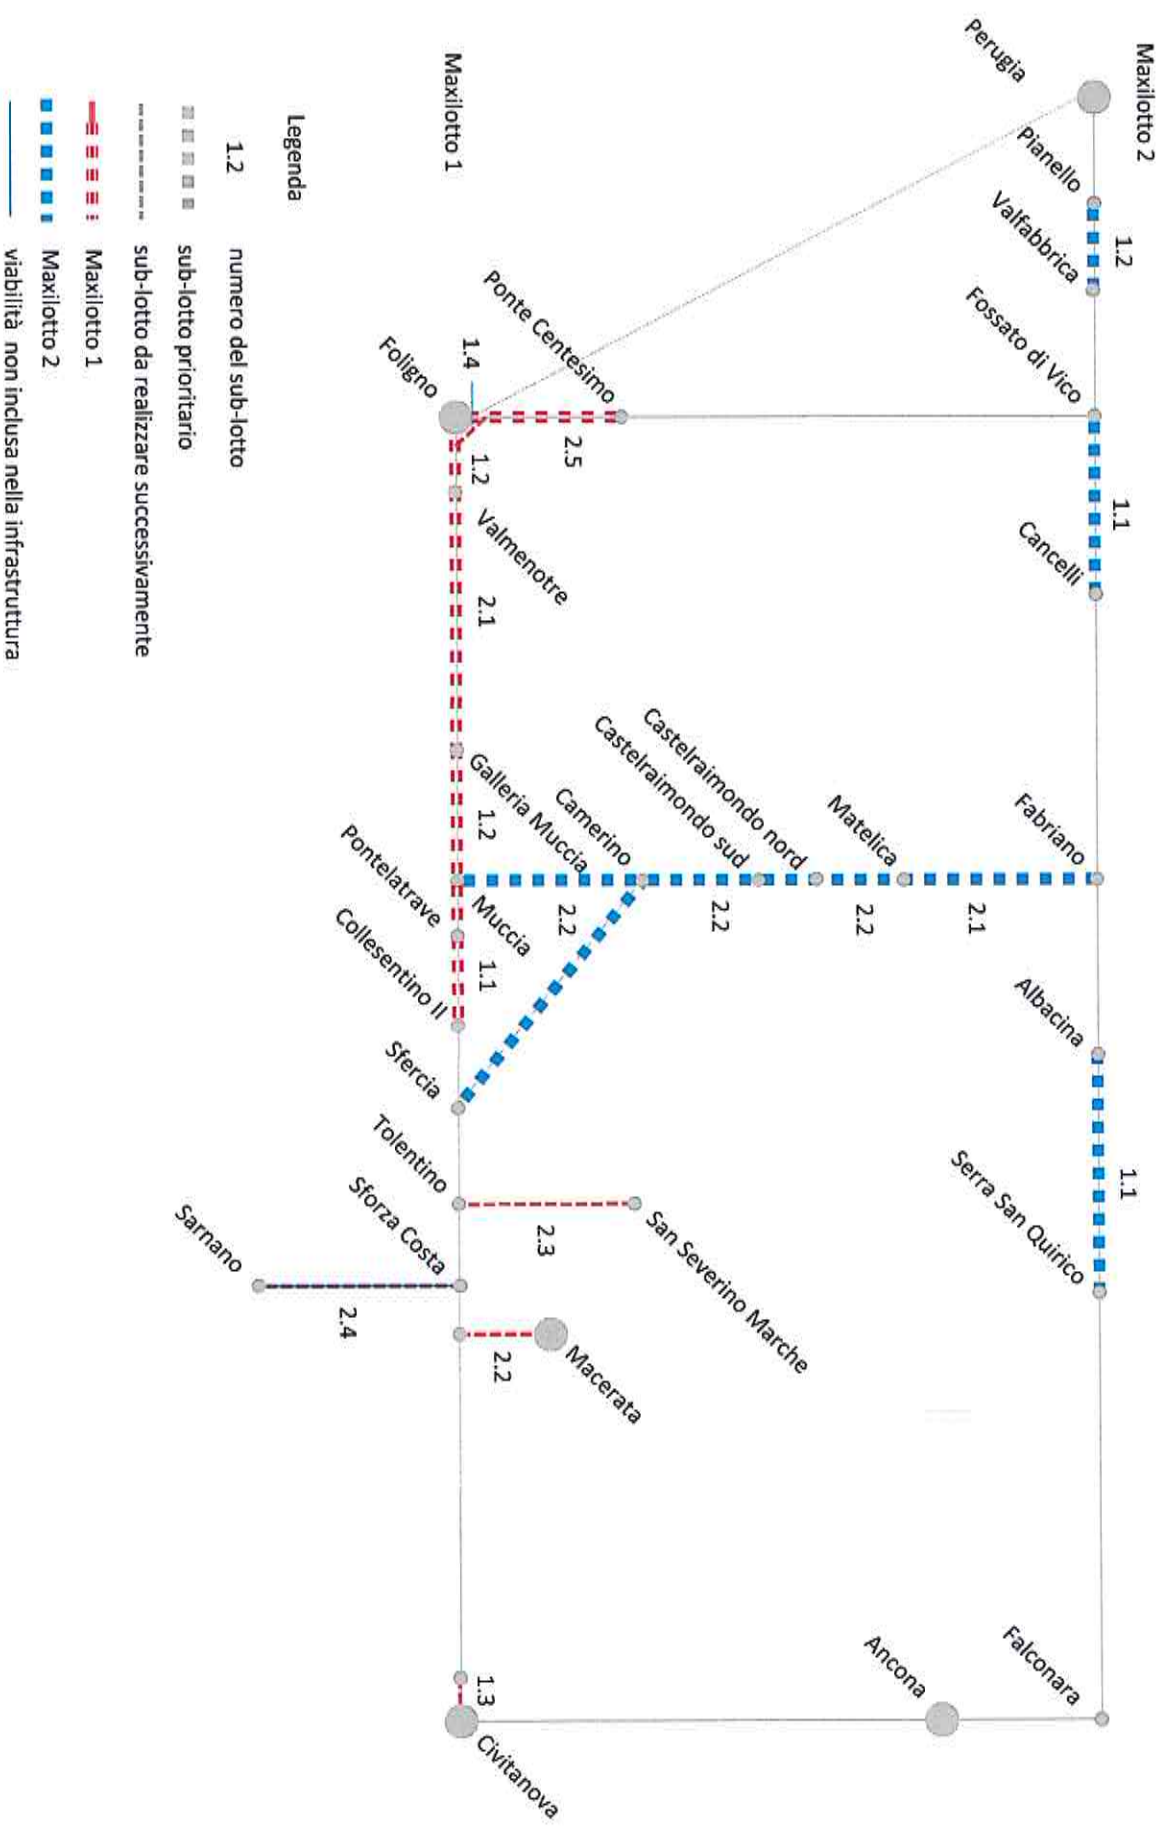 Maxilotto 2
Perugia
Pianello
1.2
Valfabbrica
Fossato di Vico
1.1
Cancelli
Fabriano
Albacina
1.1
Serra San Quirico
Falconara
Ancona
Ponte Centesimo
2.5
Matelica
2.1
Castelraimondo nord
2.2
Castelraimondo sud
2.2
Camerino
2.2
San Severino Marche
2.3
Macerata
2.2
Maxilotto 1
Foligno
1.4
1.2
Valmenotre
2.1
Galleria Muccia
1.2
Muccia
Pontelatrave
1.1
Collesentino II
Sfercia
Tolentino
Sforza Costa
Sarnano
2.4
1.3
Civitanova
Legenda
1.2 numero del sub-lotto
sub-lotto prioritario
sub-lotto da realizzare successivamente
Maxilotto 1
Maxilotto 2
viabilità non inclusa nella infrastruttura